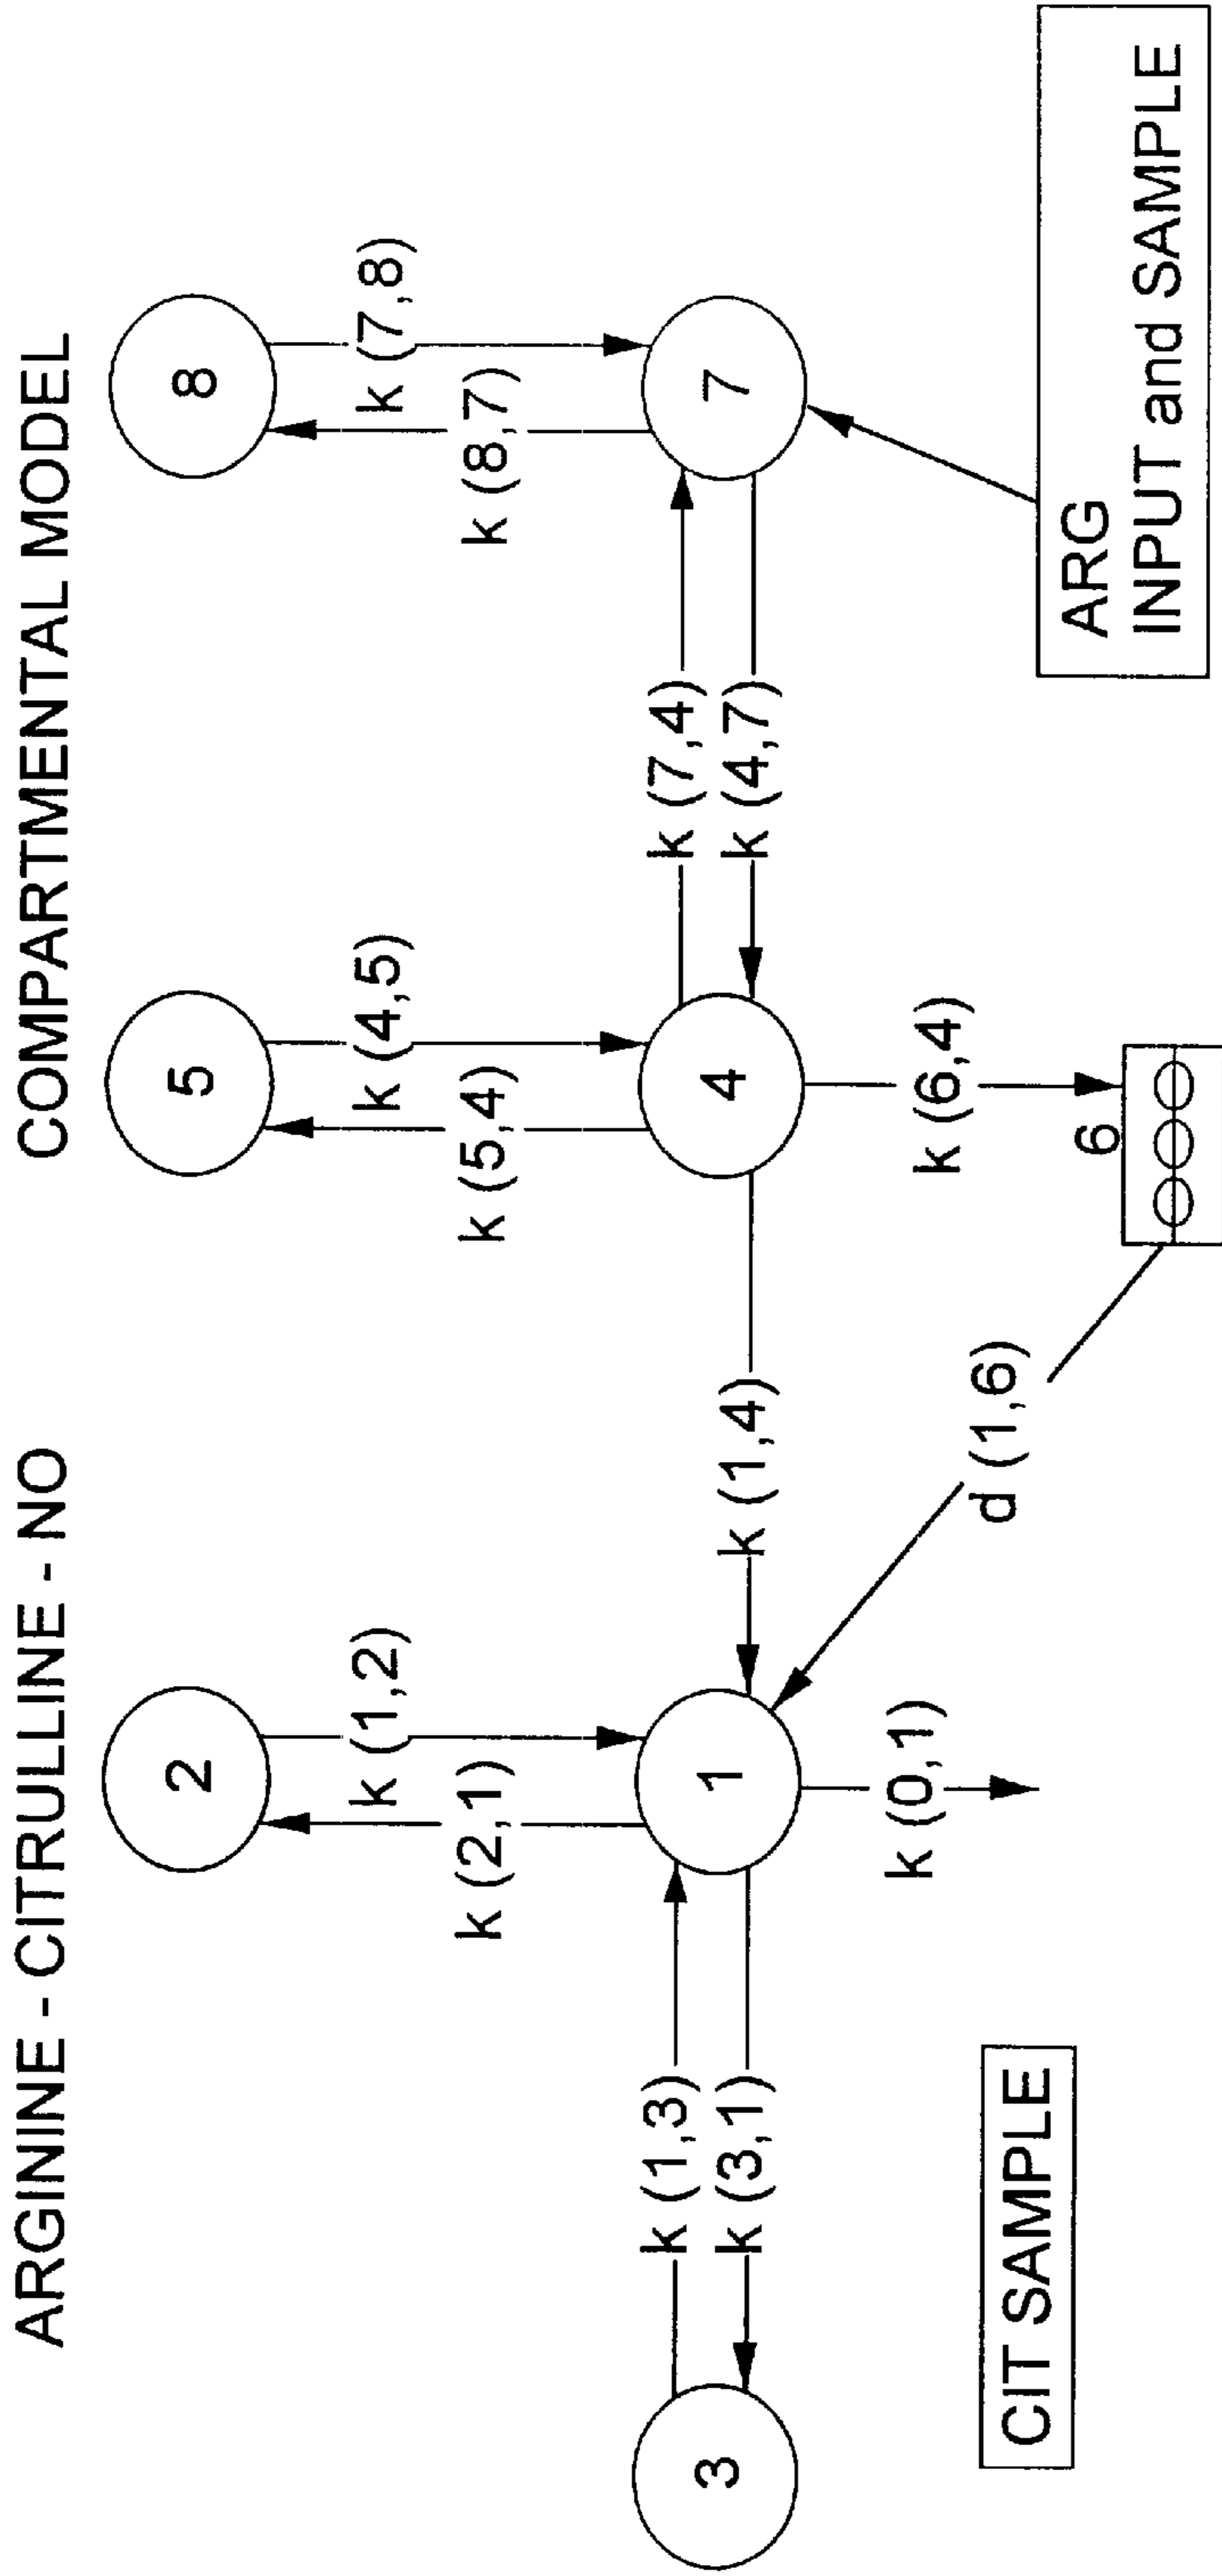 ARGININE - CITRULLINE - NO COMPARTMENTAL MODEL
2
5
8
k (1,2)
k (4,5)
k (7,8)
k (2,1)
k (5,4)
k (8,7)
k (1,3)
k (7,4)
3
1
4
7
k (3,1)
k (1,4)
k (4,7)
k (0,1)
k (6,4)
d (1,6)
6
CIT SAMPLE
ARG
INPUT and SAMPLE